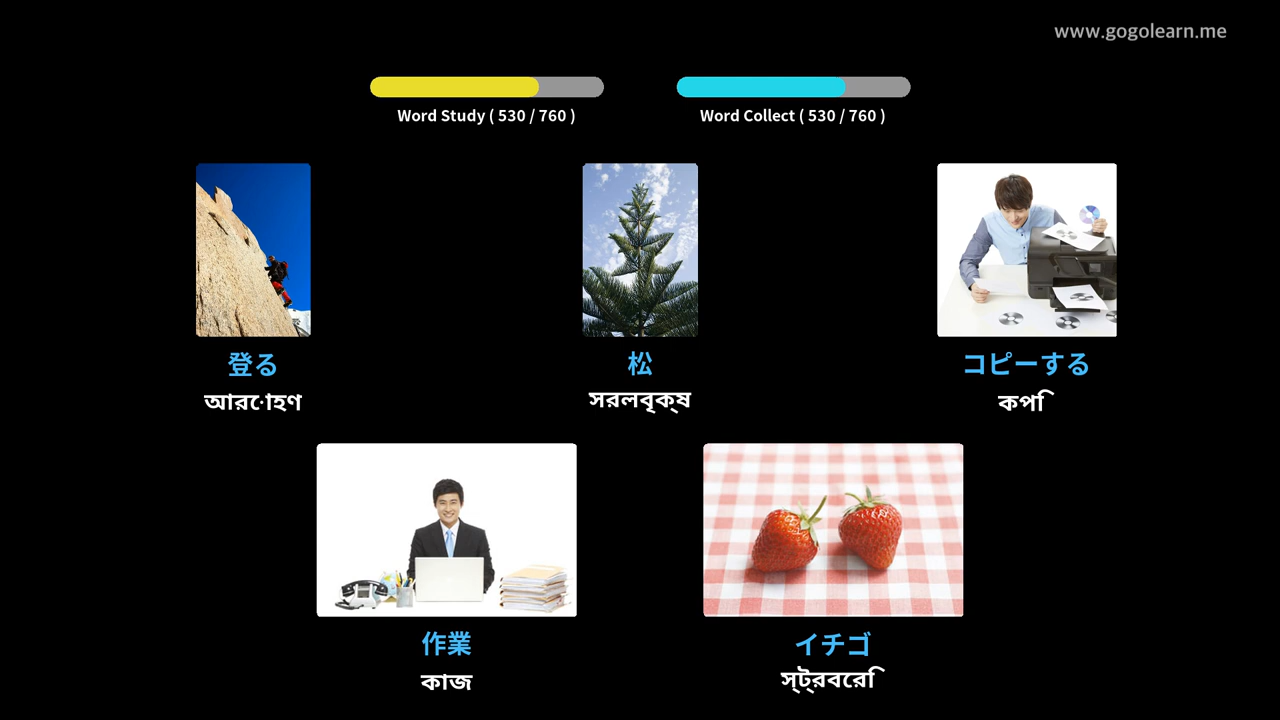 www.gogolearn.me
Word Study ( 530 / 760 )
Word Collect ( 530 / 760 )
登る
松
コピーする
আরোহণ
সরলবৃক্ষ
কপি
作業
イチゴ
কাজ
স্ট্রবেরি